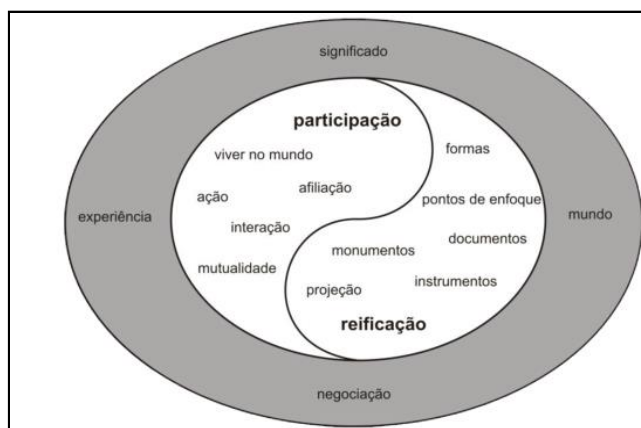 significado
participação
formas
viver no mundo
afiliação
ação
pontos de enfoque
experiência
mundo
interação
documentos
monumentos
mutualidade
instrumentos
projeção
reificação
negociação